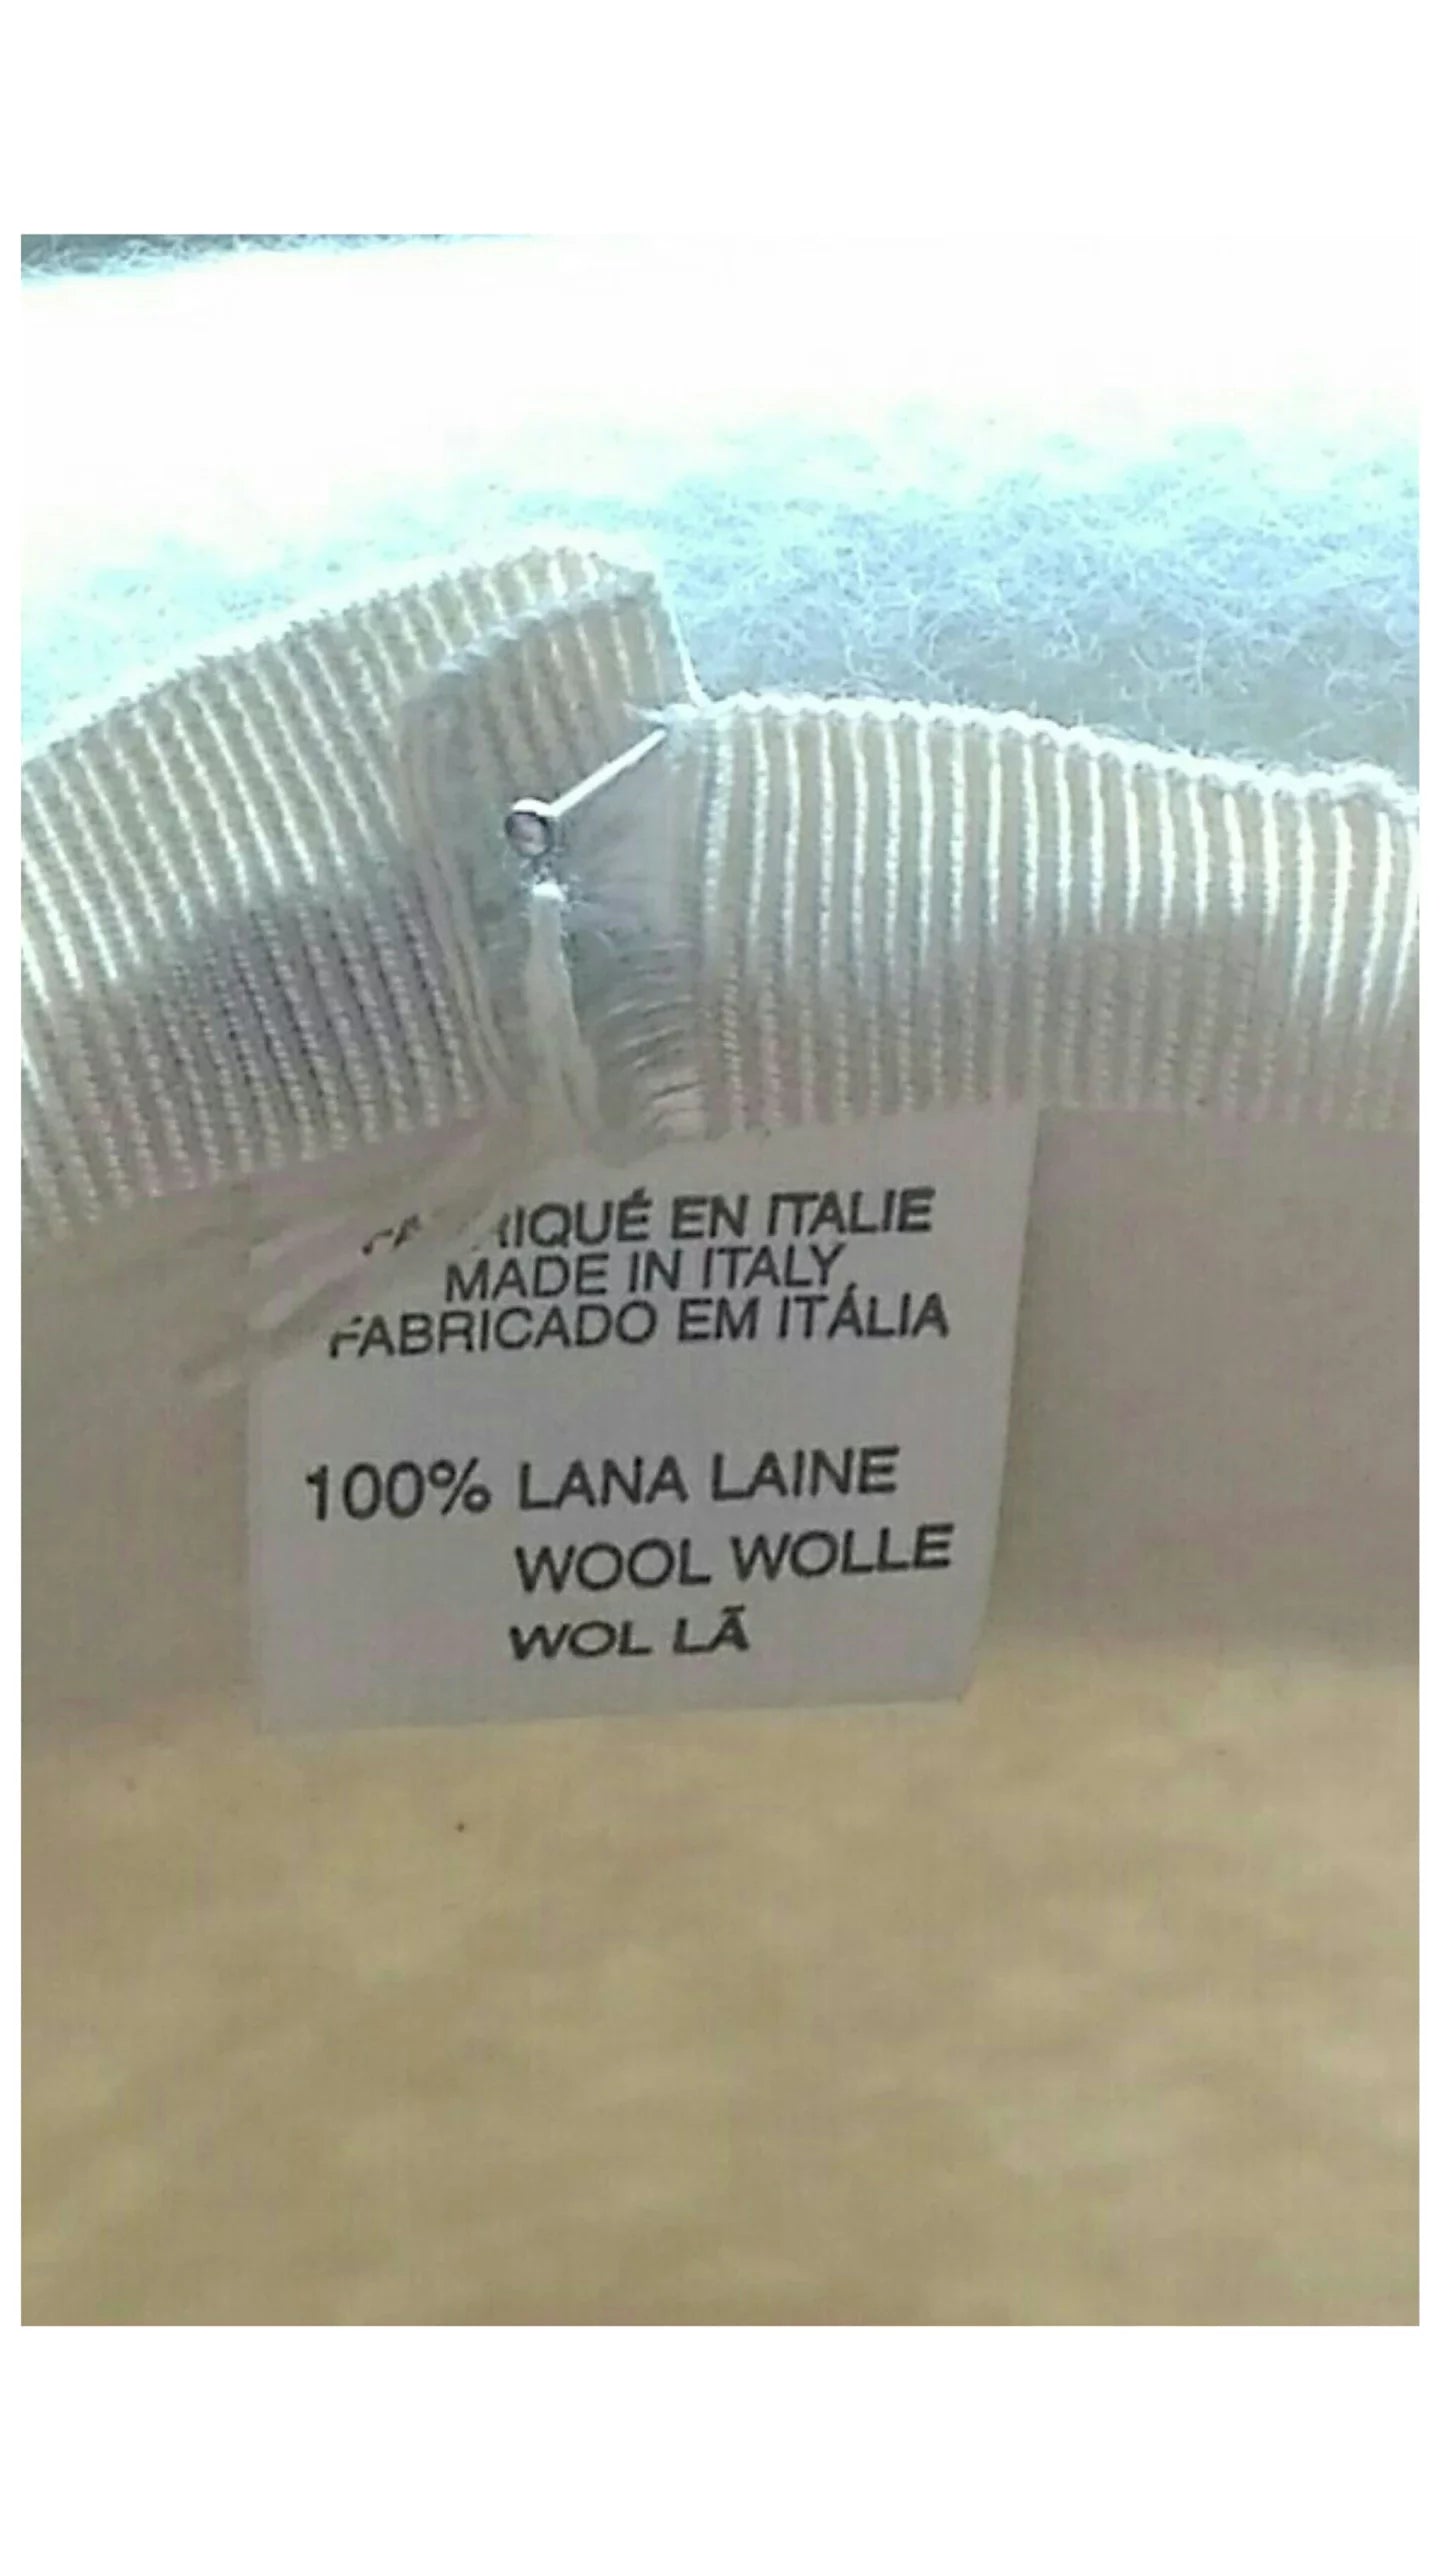 EN ITALIE
MADE IN ITALY
FABRICADO EM ITÁLIA
100% LANA LAINE
WOOL WOLLE
WOL LÃ